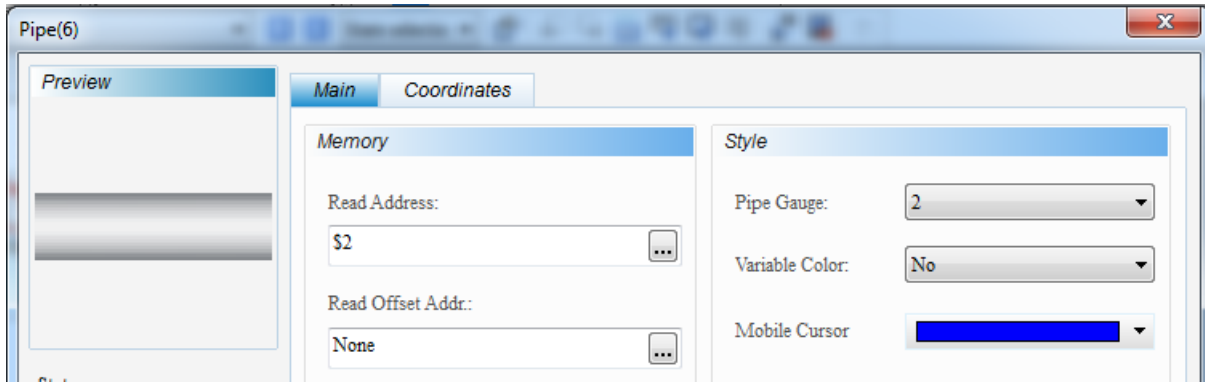 Pipe(6)
Preview
Main
Coordinates
Memory
Read Address:
$2
...
Read Offset Addr.:
None
...
Style
Pipe Gauge:
2
Variable Color:
No
Mobile Cursor